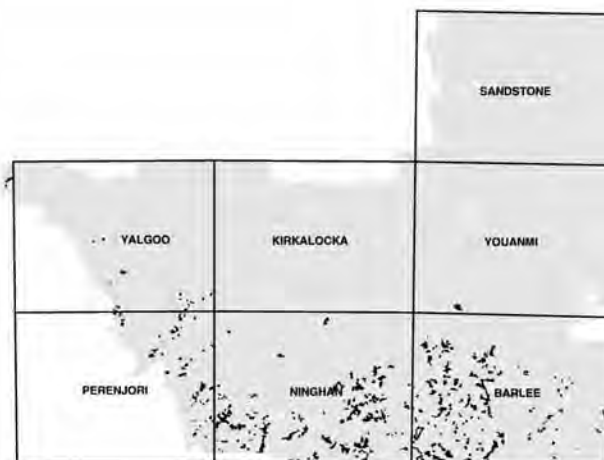 SANDSTONE
YALGOO KIRKALOCKA YOUANMI
PERENJORI NINGHAN BARLEE